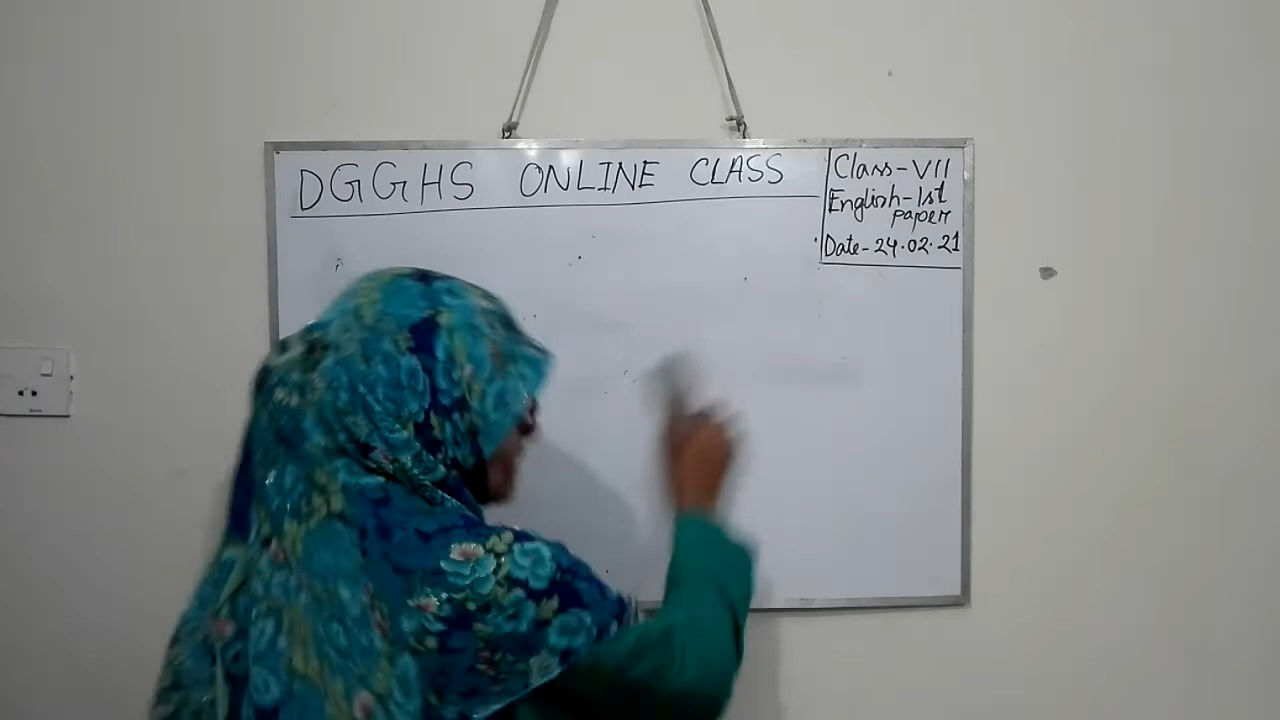 DGGHS ONLINE CLASS
Class-VII
English-1st
paper
Date-24.02.21